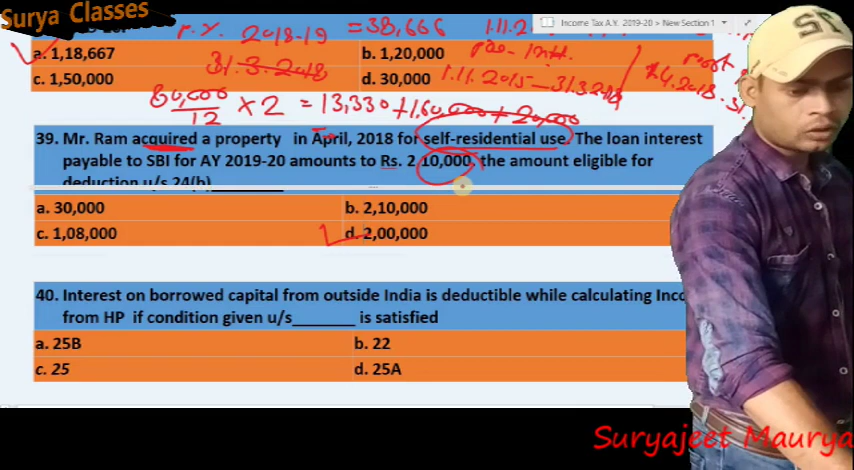 Surya Classes
P.Y. 2018-19 = 38,666 1.11.2
Income Tax A.Y. 2019-20 > New Section 1
a. 1,18,667 b. 1,20,000
31.3.2018
c. 1,50,000 d. 30,000 1.11.2015 — 31.3.2018
80,000/12 × 2 = 13,330 + 1,60,000 + 20,000
39. Mr. Ram acquired a property in April, 2018 for self-residential use. The loan interest
payable to SBI for AY 2019-20 amounts to Rs. 2,10,000, the amount eligible for
deduction u/s 24(b)
a. 30,000 b. 2,10,000
c. 1,08,000 d. 2,00,000
40. Interest on borrowed capital from outside India is deductible while calculating Inco
from HP if condition given u/s______ is satisfied
a. 25B b. 22
c. 25 d. 25A
Suryajeet Maurya